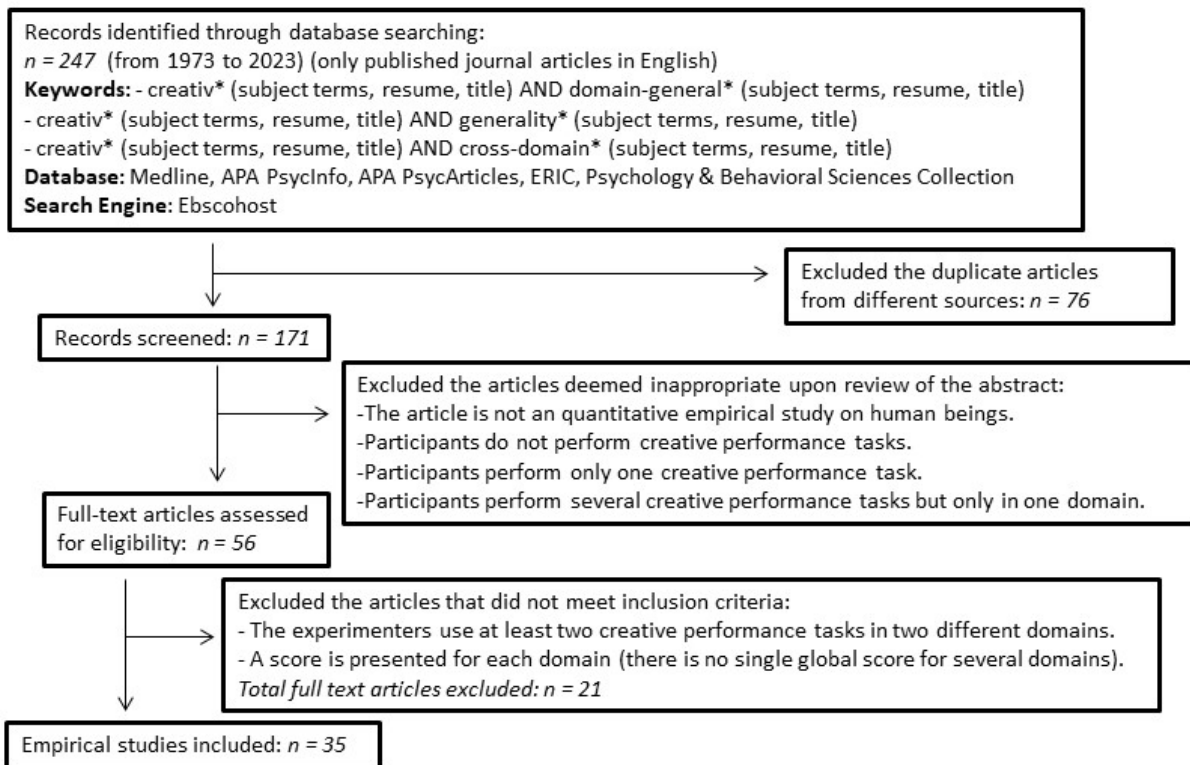 Records identified through database searching:
n = 247 (from 1973 to 2023) (only published journal articles in English)
Keywords: - creativ* (subject terms, resume, title) AND domain-general* (subject terms, resume, title)
- creativ* (subject terms, resume, title) AND generality* (subject terms, resume, title)
- creativ* (subject terms, resume, title) AND cross-domain* (subject terms, resume, title)
Database: Medline, APA PsycInfo, APA PsycArticles, ERIC, Psychology & Behavioral Sciences Collection
Search Engine: Ebscohost
Excluded the duplicate articles
from different sources: n = 76
Records screened: n = 171
Excluded the articles deemed inappropriate upon review of the abstract:
-The article is not an quantitative empirical study on human beings.
-Participants do not perform creative performance tasks.
-Participants perform only one creative performance task.
-Participants perform several creative performance tasks but only in one domain.
Full-text articles assessed
for eligibility: n = 56
Excluded the articles that did not meet inclusion criteria:
- The experimenters use at least two creative performance tasks in two different domains.
- A score is presented for each domain (there is no single global score for several domains).
Total full text articles excluded: n = 21
Empirical studies included: n = 35